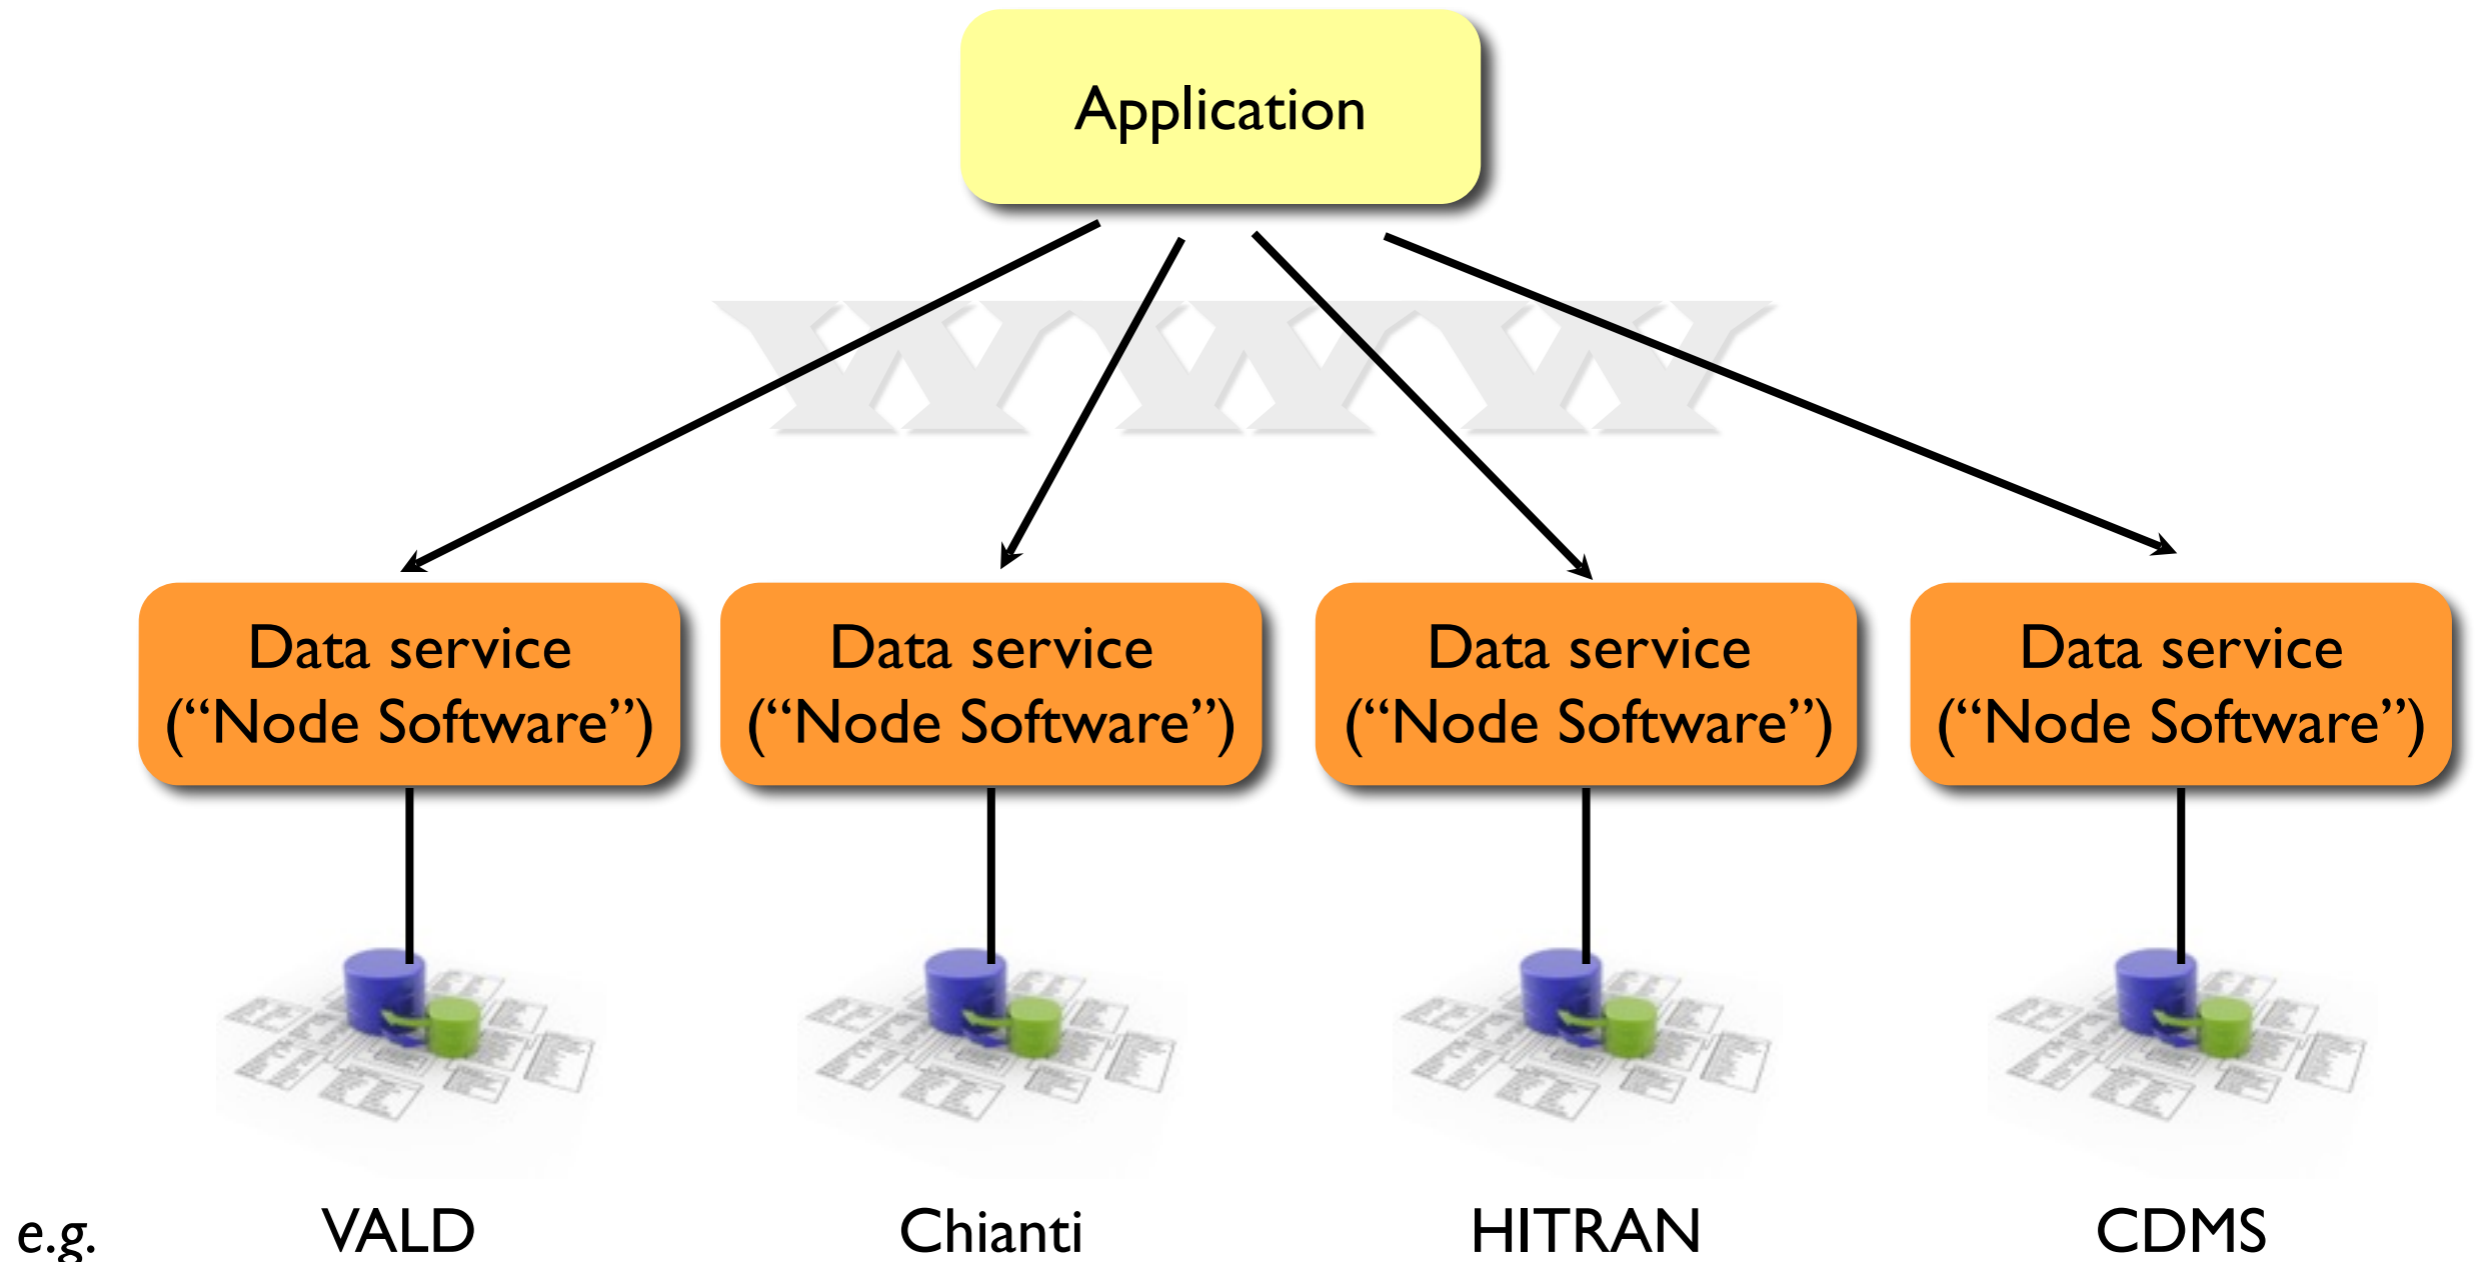 Application
WWW
Data service
(“Node Software”)
Data service
(“Node Software”)
Data service
(“Node Software”)
Data service
(“Node Software”)
e.g. VALD Chianti HITRAN CDMS